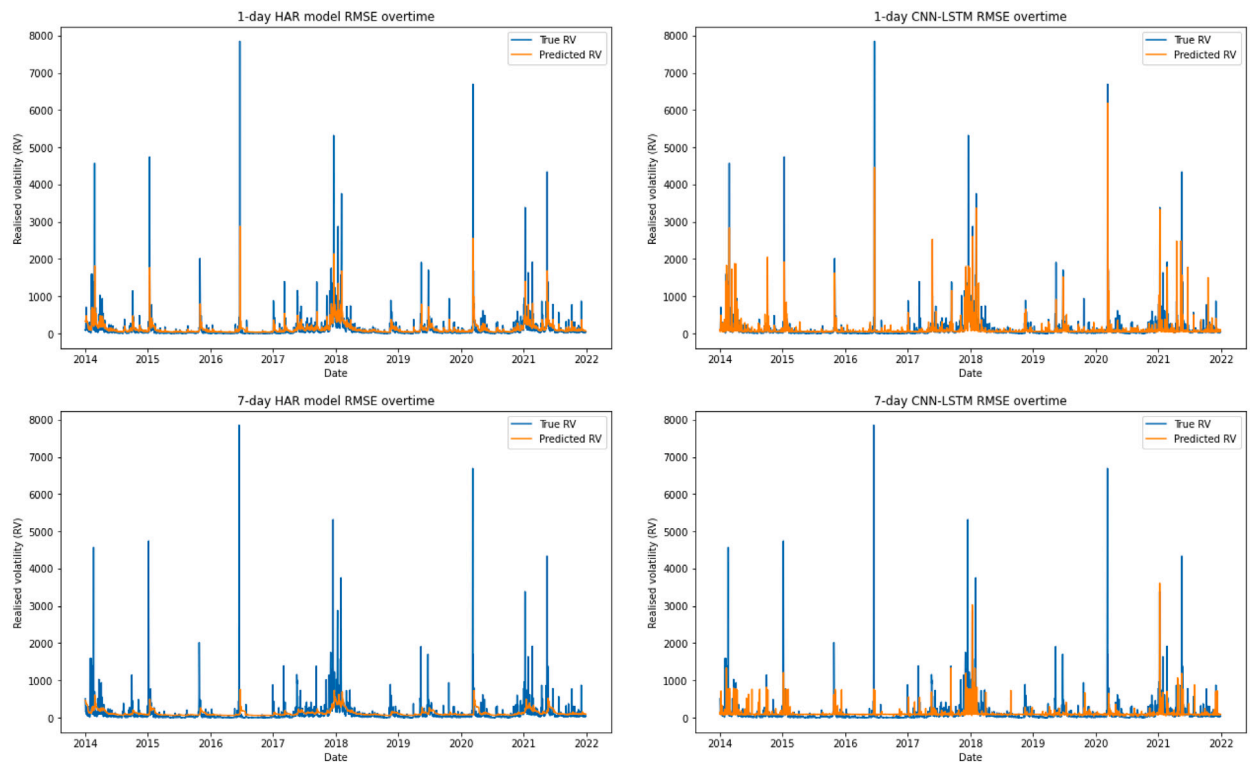 1-day HAR model RMSE overtime
8000
7000
6000
5000
4000
3000
2000
1000
0
Realised volatility (RV)
True RV
Predicted RV
2014 2015 2016 2017 2018 2019 2020 2021 2022
Date
1-day CNN-LSTM RMSE overtime
8000
7000
6000
5000
4000
3000
2000
1000
0
Realised volatility (RV)
True RV
Predicted RV
2014 2015 2016 2017 2018 2019 2020 2021 2022
Date
7-day HAR model RMSE overtime
8000
7000
6000
5000
4000
3000
2000
1000
0
Realised volatility (RV)
True RV
Predicted RV
2014 2015 2016 2017 2018 2019 2020 2021 2022
Date
7-day CNN-LSTM RMSE overtime
8000
7000
6000
5000
4000
3000
2000
1000
0
Realised volatility (RV)
True RV
Predicted RV
2014 2015 2016 2017 2018 2019 2020 2021 2022
Date